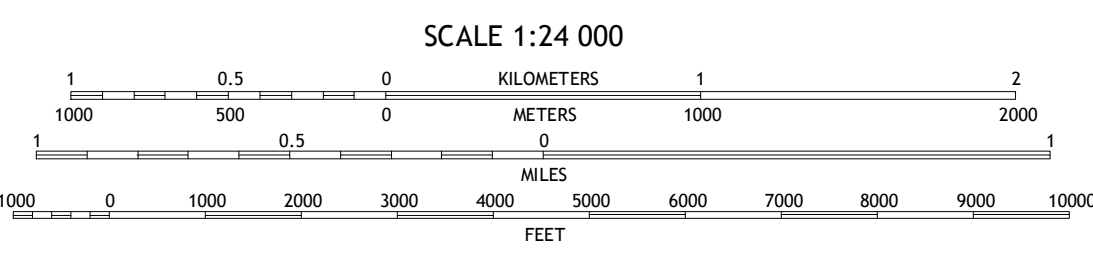 SCALE 1:24 000
1 0.5 0 KILOMETERS 1 2
1000 500 0 METERS 1000 2000
1 0.5 0 1
MILES
1000 0 1000 2000 3000 4000 5000 6000 7000 8000 9000 10000
FEET